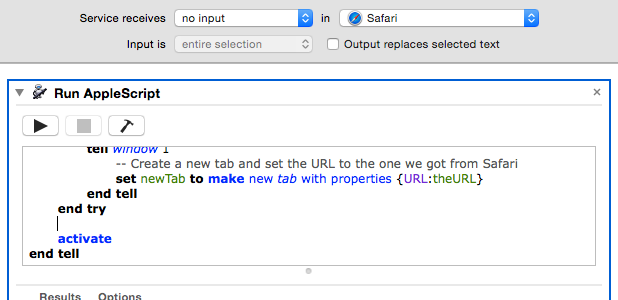 Service receives no input in Safari
Input is entire selection Output replaces selected text
Run AppleScript
tell window 1
-- Create a new tab and set the URL to the one we got from Safari
set newTab to make new tab with properties {URL:theURL}
end tell
end try
activate
end tell
Results Options